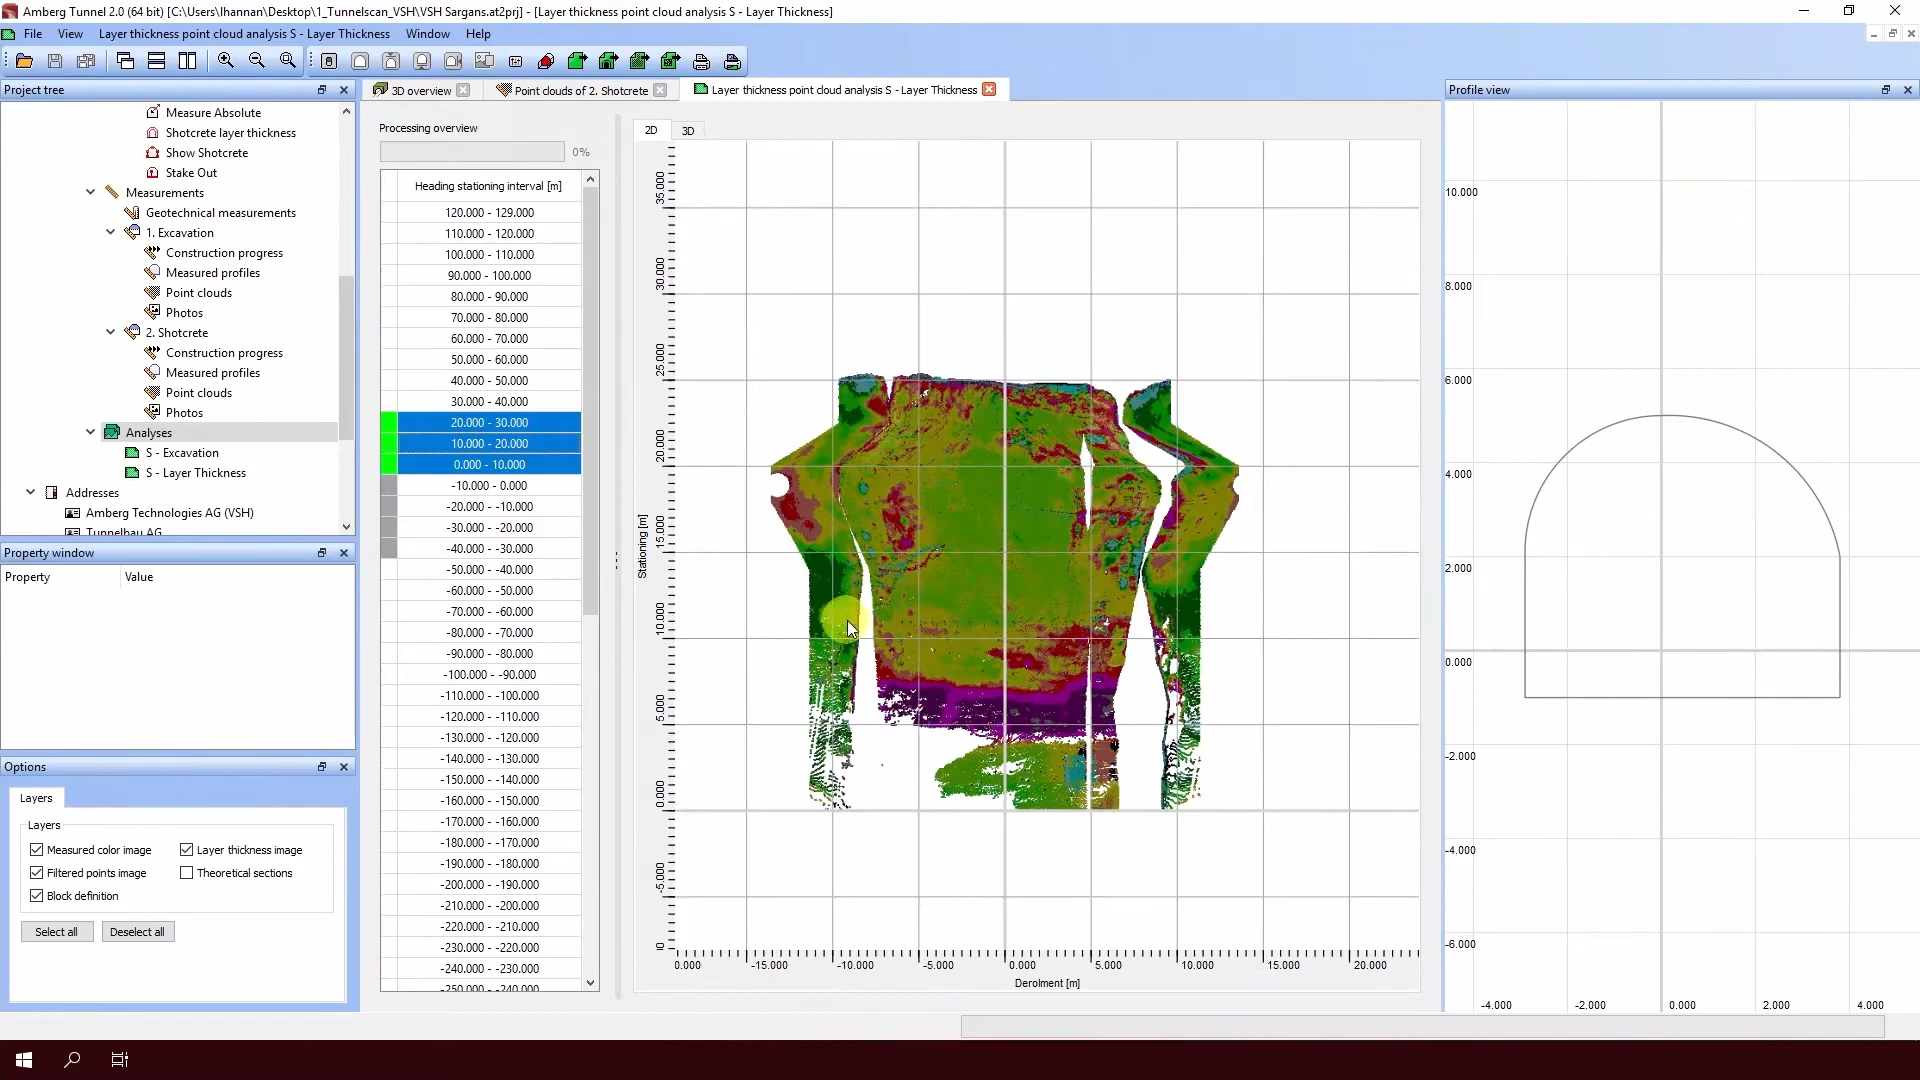 Amberg Tunnel 2.0 (64 bit) [C:\Users\lhannan\Desktop\1_Tunnelscan_VSH\VSH Sargans.at2prj] - [Layer thickness point cloud analysis S - Layer Thickness]
File View Layer thickness point cloud analysis S - Layer Thickness Window Help
Project tree
Measure Absolute
Shotcrete layer thickness
Show Shotcrete
Stake Out
Measurements
Geotechnical measurements
1. Excavation
Construction progress
Measured profiles
Point clouds
Photos
2. Shotcrete
Construction progress
Measured profiles
Point clouds
Photos
Analyses
S - Excavation
S - Layer Thickness
Addresses
Amberg Technologies AG (VSH)
Tunnelbau AG
Property window
Property Value
Options
Layers
Layers
Measured color image Layer thickness image
Filtered points image Theoretical sections
Block definition
Select all Deselect all
3D overview Point clouds of 2. Shotcrete Layer thickness point cloud analysis S - Layer Thickness
Processing overview
0%
Heading stationing interval [m]
120.000 - 129.000
110.000 - 120.000
100.000 - 110.000
90.000 - 100.000
80.000 - 90.000
70.000 - 80.000
60.000 - 70.000
50.000 - 60.000
40.000 - 50.000
30.000 - 40.000
20.000 - 30.000
10.000 - 20.000
0.000 - 10.000
-10.000 - 0.000
-20.000 - -10.000
-30.000 - -20.000
-40.000 - -30.000
-50.000 - -40.000
-60.000 - -50.000
-70.000 - -60.000
-80.000 - -70.000
-90.000 - -80.000
-100.000 - -90.000
-110.000 - -100.000
-120.000 - -110.000
-130.000 - -120.000
-140.000 - -130.000
-150.000 - -140.000
-160.000 - -150.000
-170.000 - -160.000
-180.000 - -170.000
-190.000 - -180.000
-200.000 - -190.000
-210.000 - -200.000
-220.000 - -210.000
-230.000 - -220.000
-240.000 - -230.000
-250.000 - -240.000
2D 3D
35.000
30.000
25.000
20.000
15.000
10.000
5.000
0.000
-5.000
Stationing [m]
0.000 -15.000 -10.000 -5.000 0.000 5.000 10.000 15.000 20.000
Derolment [m]
Profile view
10.000
8.000
6.000
4.000
2.000
0.000
-2.000
-4.000
-6.000
-4.000 -2.000 0.000 2.000 4.000